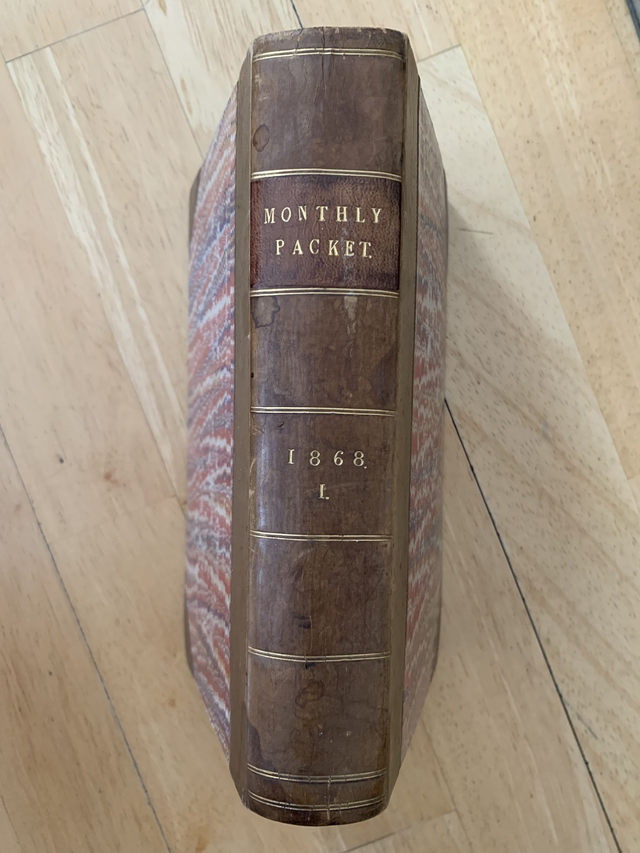 MONTHLY
PACKET.
1868.
I.